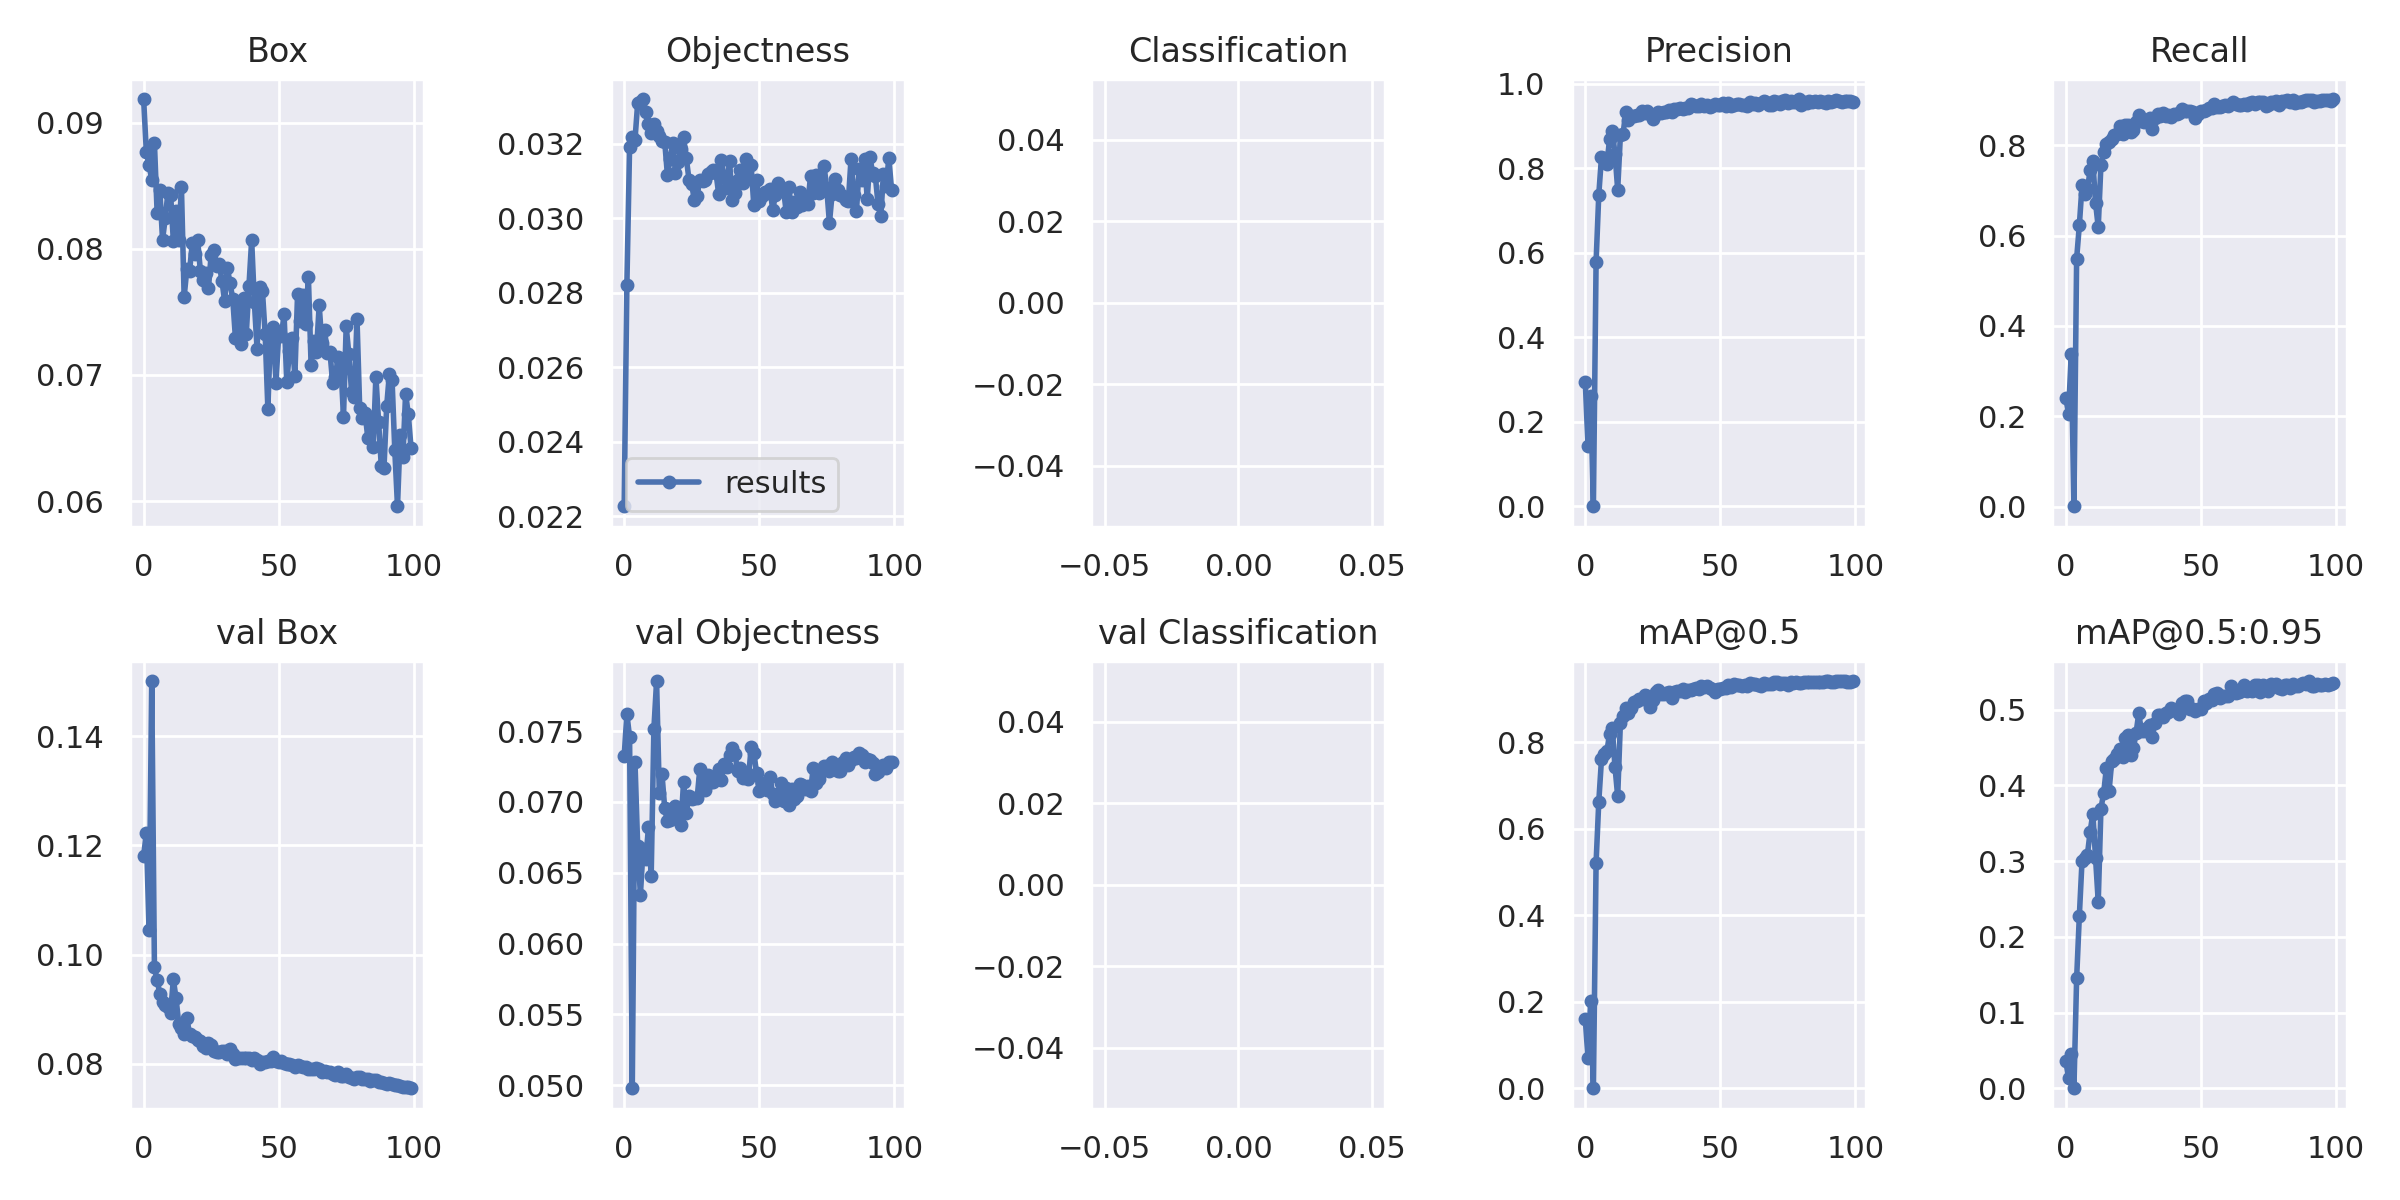 Box
Objectness
Classification
Precision
Recall
0.09
0.08
0.07
0.06
0 50 100
0.032
0.030
0.028
0.026
0.024
0.022
results
0 50 100
0.04
0.02
0.00
−0.02
−0.04
−0.05 0.00 0.05
1.0
0.8
0.6
0.4
0.2
0.0
0 50 100
0.8
0.6
0.4
0.2
0.0
0 50 100
val Box
val Objectness
val Classification
mAP@0.5
mAP@0.5:0.95
0.14
0.12
0.10
0.08
0 50 100
0.075
0.070
0.065
0.060
0.055
0.050
0 50 100
0.04
0.02
0.00
−0.02
−0.04
−0.05 0.00 0.05
0.8
0.6
0.4
0.2
0.0
0 50 100
0.5
0.4
0.3
0.2
0.1
0.0
0 50 100